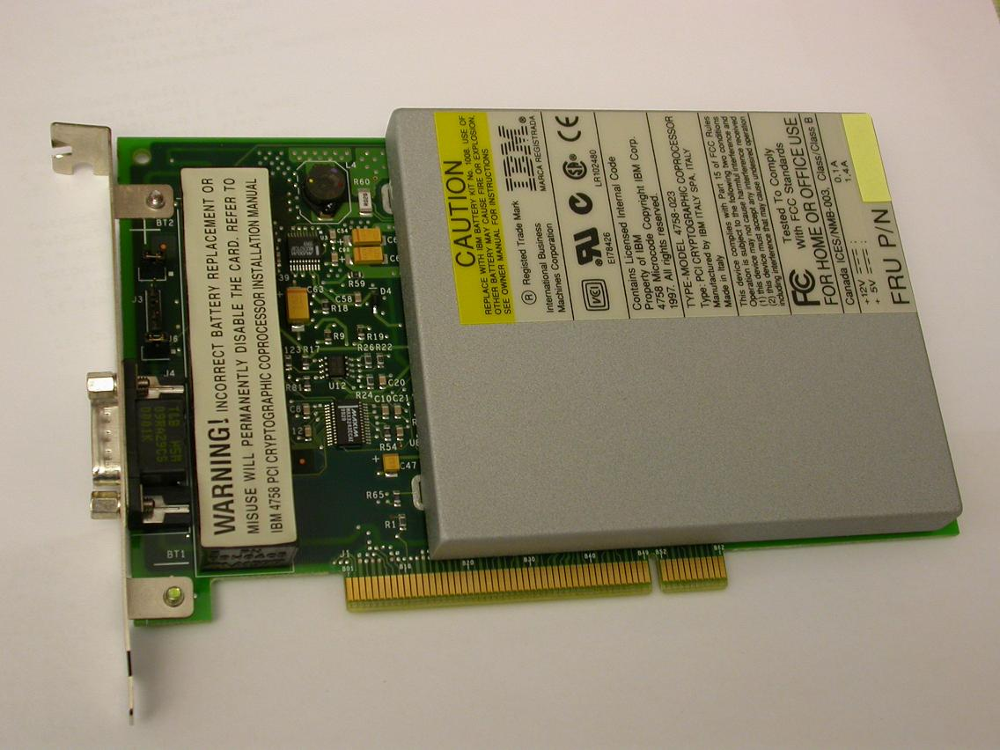 WARNING! INCORRECT BATTERY REPLACEMENT OR
MISUSE WILL PERMANENTLY DISABLE THE CARD. REFER TO
IBM 4758 PCI CRYPTOGRAPHIC COPROCESSOR INSTALLATION MANUAL
CAUTION
REPLACE WITH IBM BATTERY KIT No. 1008. USE OF
OTHER BATTERY MAY CAUSE FIRE OR EXPLOSION.
SEE OWNER MANUAL FOR INSTRUCTIONS
IBM®
MARCA REGISTRADA
(R) Registered Trade Mark
International Business
Machines Corporation
VCI
E178426
LR102480
CE
Contains Licensed Internal Code
Property of IBM
4758 Microcode Copyright IBM Corp.
1997. All rights reserved.
TYPE-MODEL 4758-023
Type: PCI CRYPTOGRAPHIC COPROCESSOR
Manufactured by IBM ITALY SPA. ITALY
Made in Italy
This device complies with Part 15 of FCC Rules
Operation is subject to the following two conditions
(1) this device may not cause harmful interference and
(2) this device must accept any interference received
including interference that may cause undesired operation
FC
Tested To Comply
With FCC Standards
FOR HOME OR OFFICE USE
Canada ICES/NMB-003, Class/Classe B
+12V 0.1A
+ 5V 1.4A
FRU P/N
BT2
J3
J6
J4
BT1
L4
R60
C63
R59
C58
D4
R18
R9
R19
R17
R26
R22
U12
C20
R24
C10
C21
C8
MAXIM
R54
C47
R65
R1
J1
B01
B20
B30
B40
B49
B52
B62